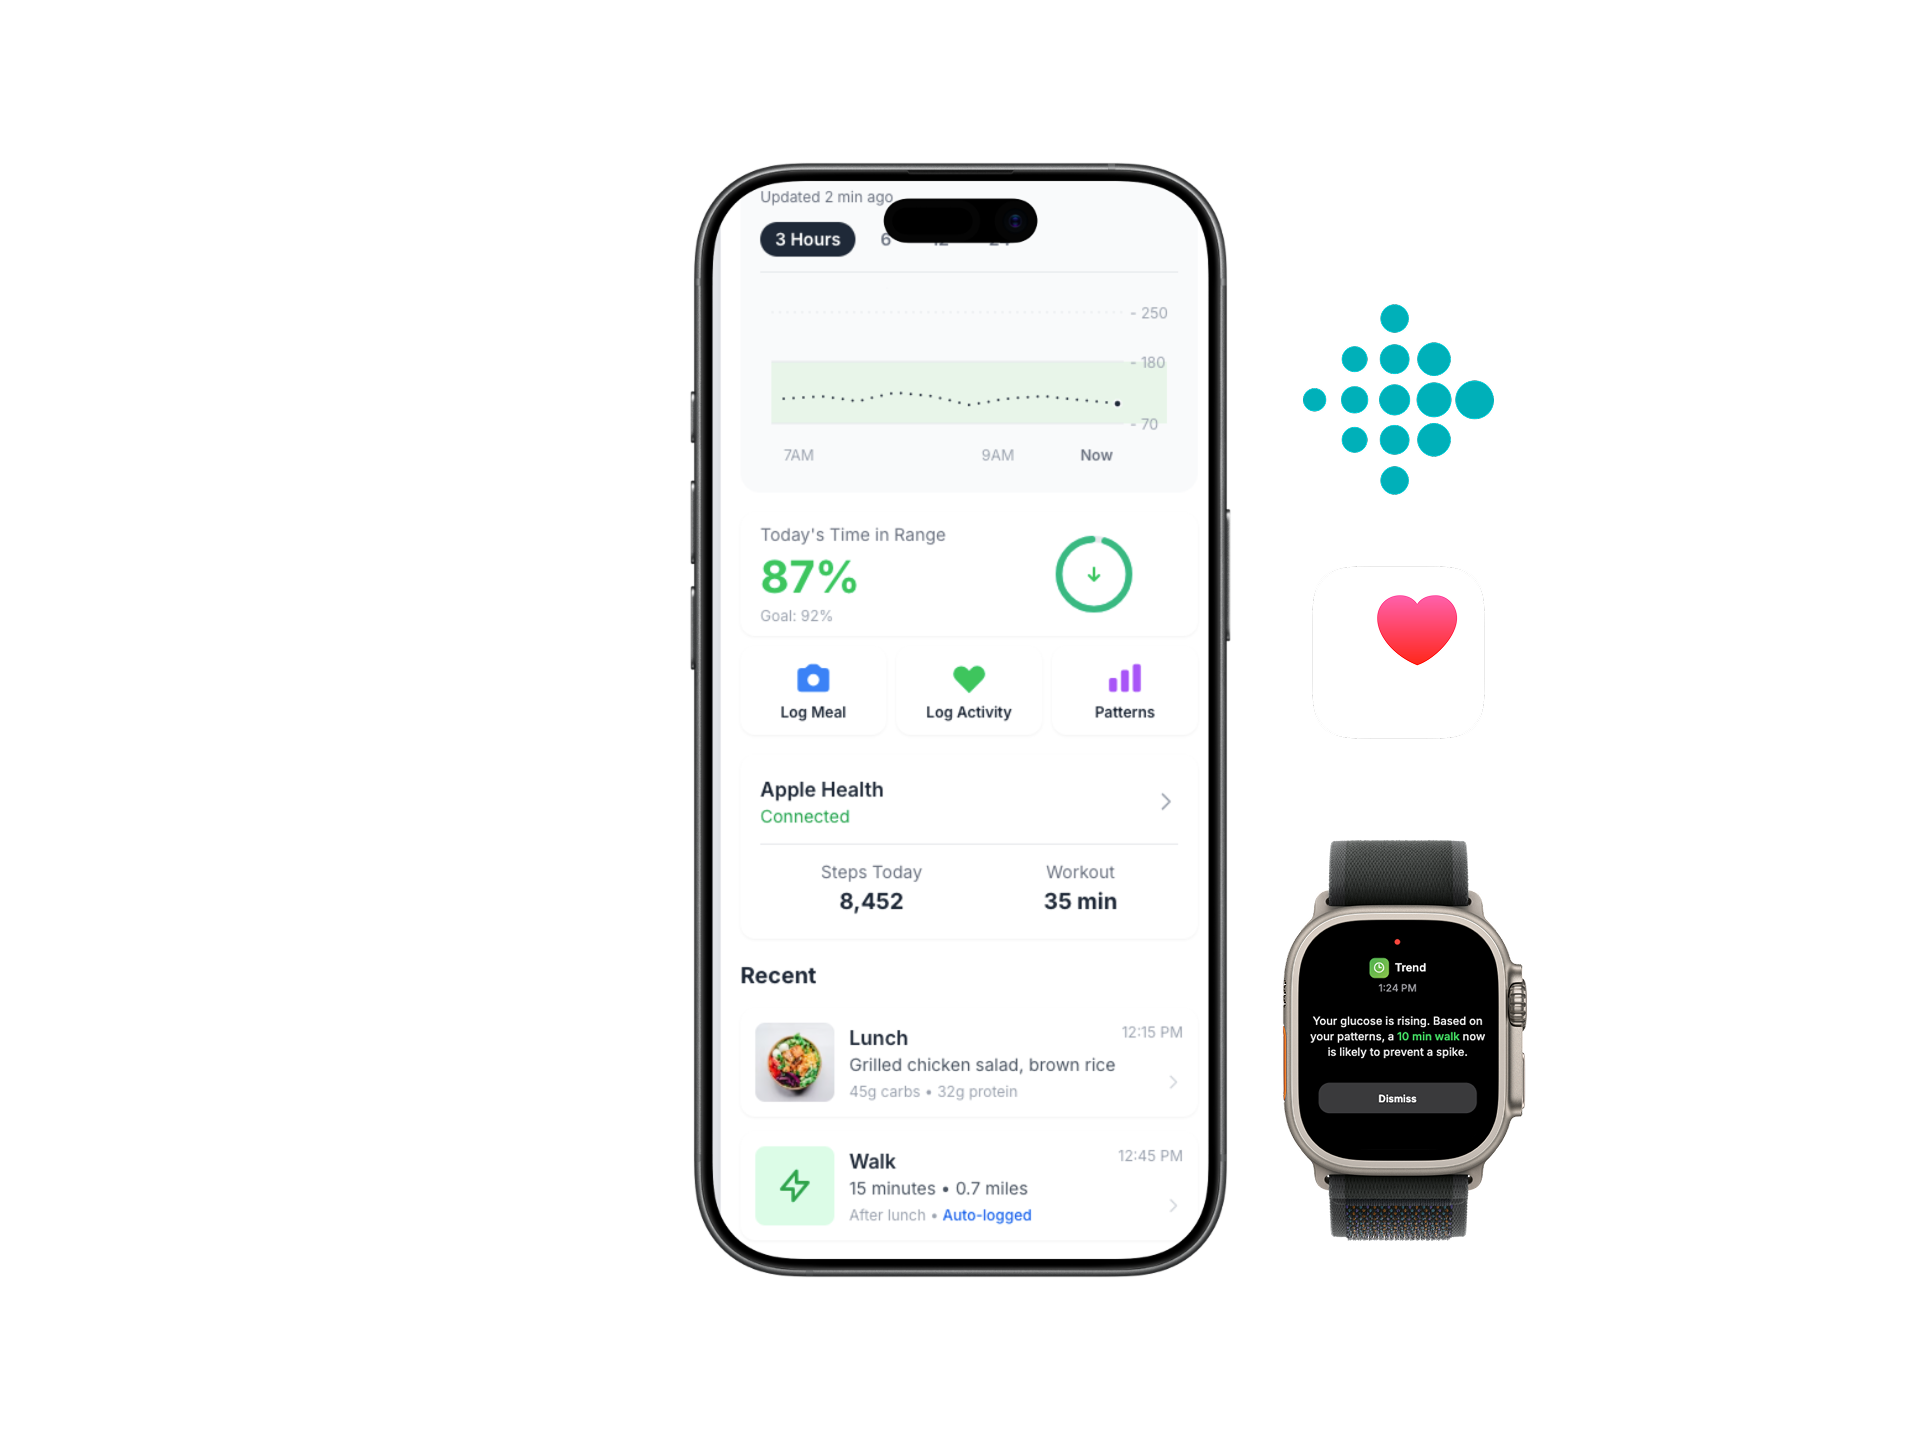 Updated 2 min ago
3 Hours
6
- 250
- 180
- 70
7AM 9AM Now
Today's Time in Range
87%
Goal: 92%
Log Meal Log Activity Patterns
Apple Health
Connected
Steps Today Workout
8,452 35 min
Recent
Lunch 12:15 PM
Grilled chicken salad, brown rice
45g carbs • 32g protein
Walk 12:45 PM
15 minutes • 0.7 miles
After lunch • Auto-logged
Trend
1:24 PM
Your glucose is rising. Based on
your patterns, a 10 min walk now
is likely to prevent a spike.
Dismiss